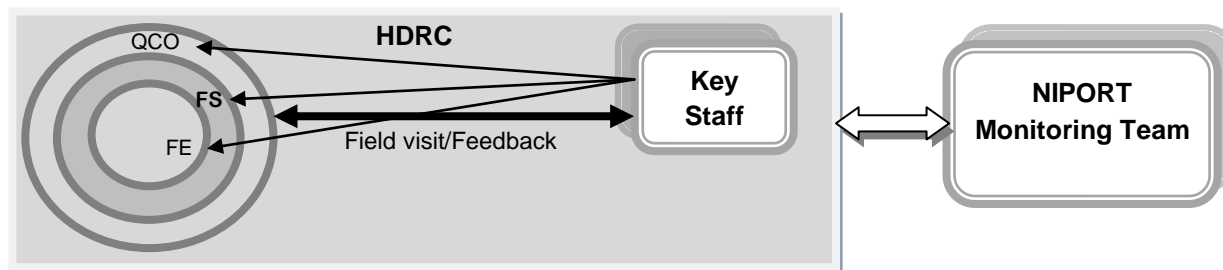 QCO
HDRC
FS
FE
Field visit/Feedback
Key
Staff
NIPORT
Monitoring Team